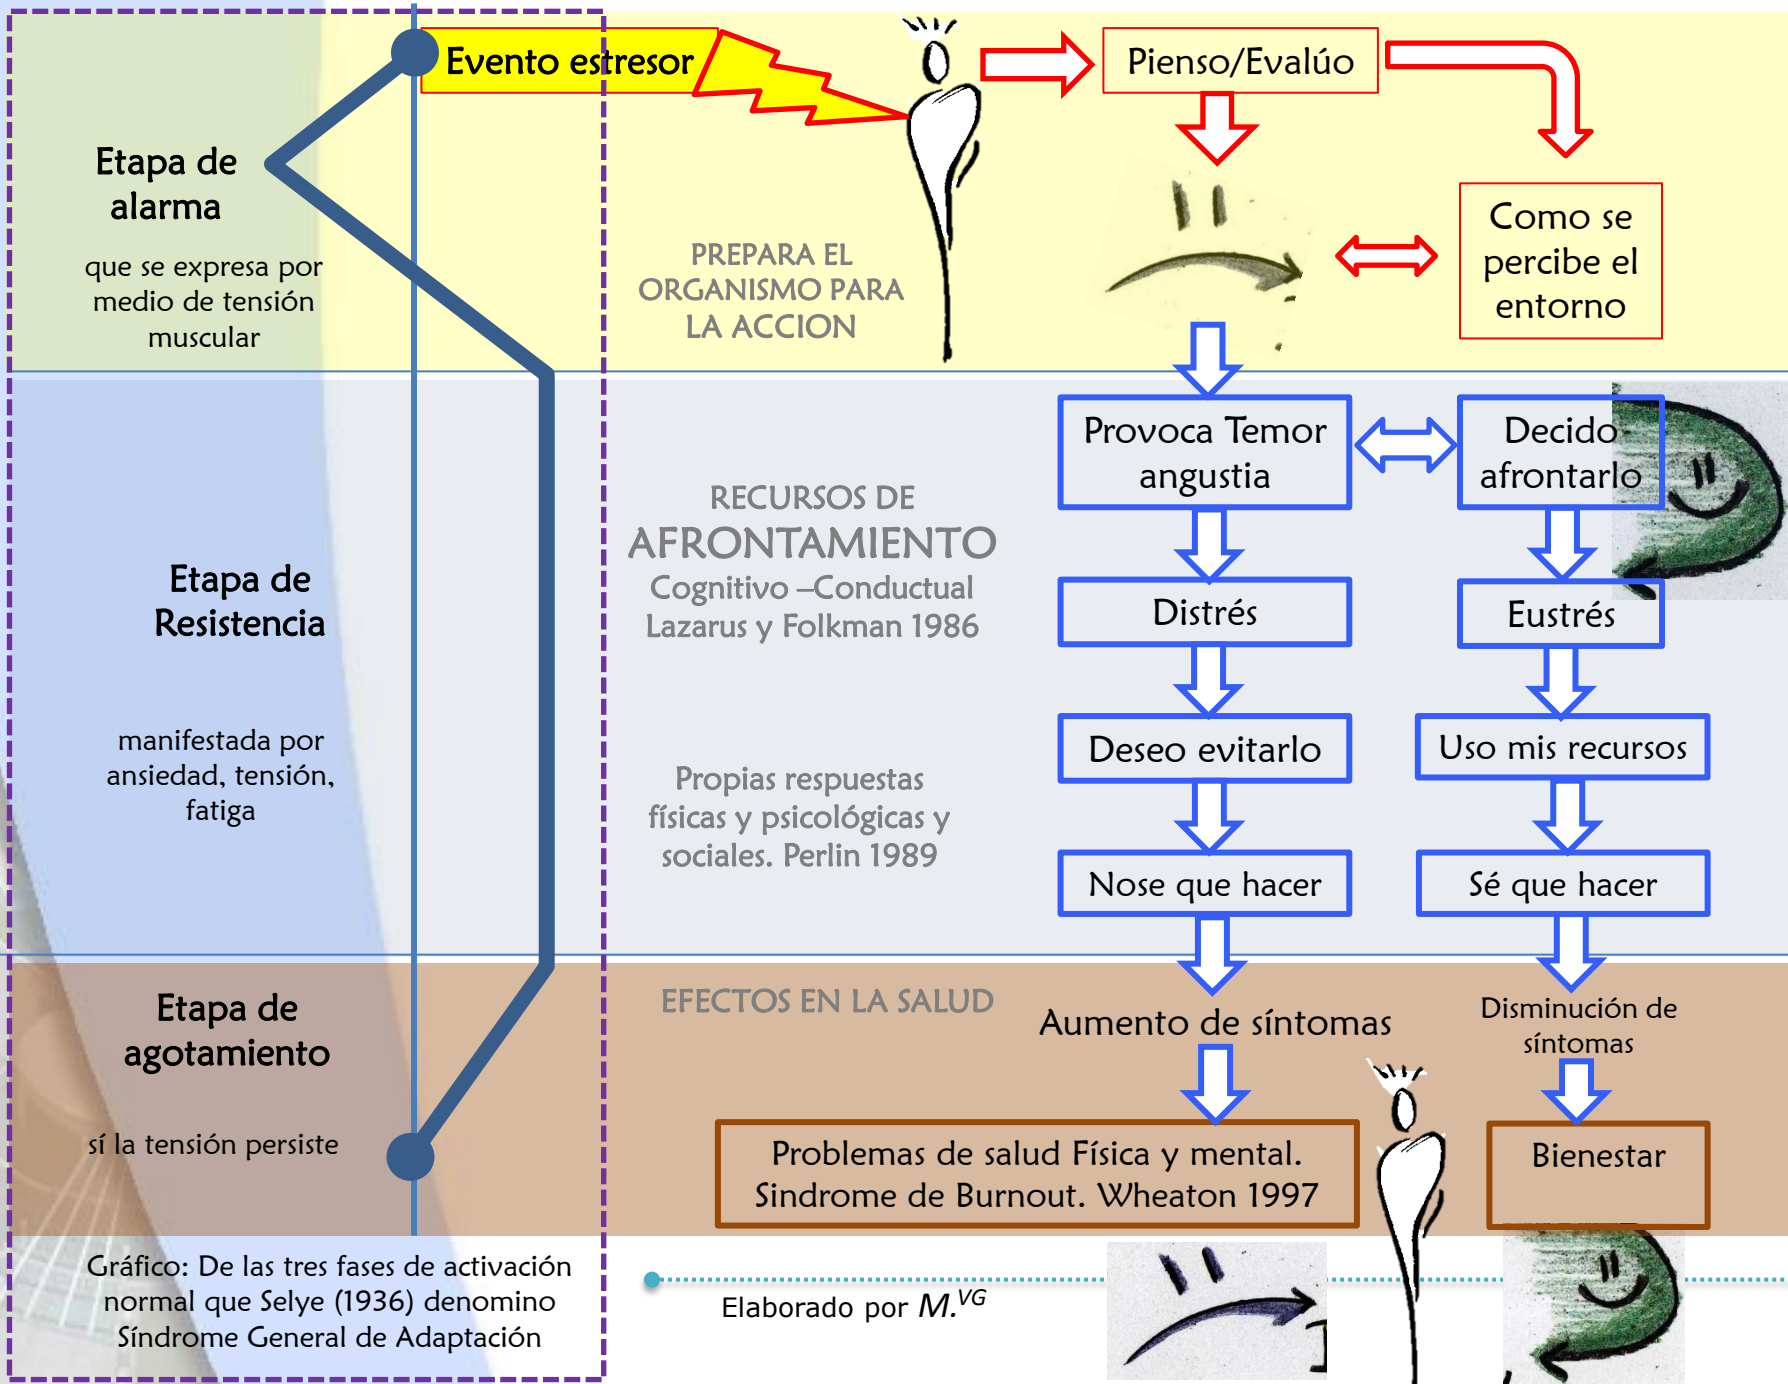 Evento estresor
Pienso/Evalúo
Etapa de
alarma
que se expresa por
medio de tensión
muscular
PREPARA EL
ORGANISMO PARA
LA ACCION
Como se
percibe el
entorno
Provoca Temor
angustia
Decido
afrontarlo
RECURSOS DE
AFRONTAMIENTO
Cognitivo –Conductual
Lazarus y Folkman 1986
Etapa de
Resistencia
Distrés
Eustrés
manifestada por
ansiedad, tensión,
fatiga
Propias respuestas
físicas y psicológicas y
sociales. Perlin 1989
Deseo evitarlo
Uso mis recursos
Nose que hacer
Sé que hacer
Etapa de
agotamiento
sí la tensión persiste
EFECTOS EN LA SALUD
Aumento de síntomas
Disminución de
síntomas
Problemas de salud Física y mental.
Sindrome de Burnout. Wheaton 1997
Bienestar
Gráfico: De las tres fases de activación
normal que Selye (1936) denomino
Síndrome General de Adaptación
Elaborado por M.VG